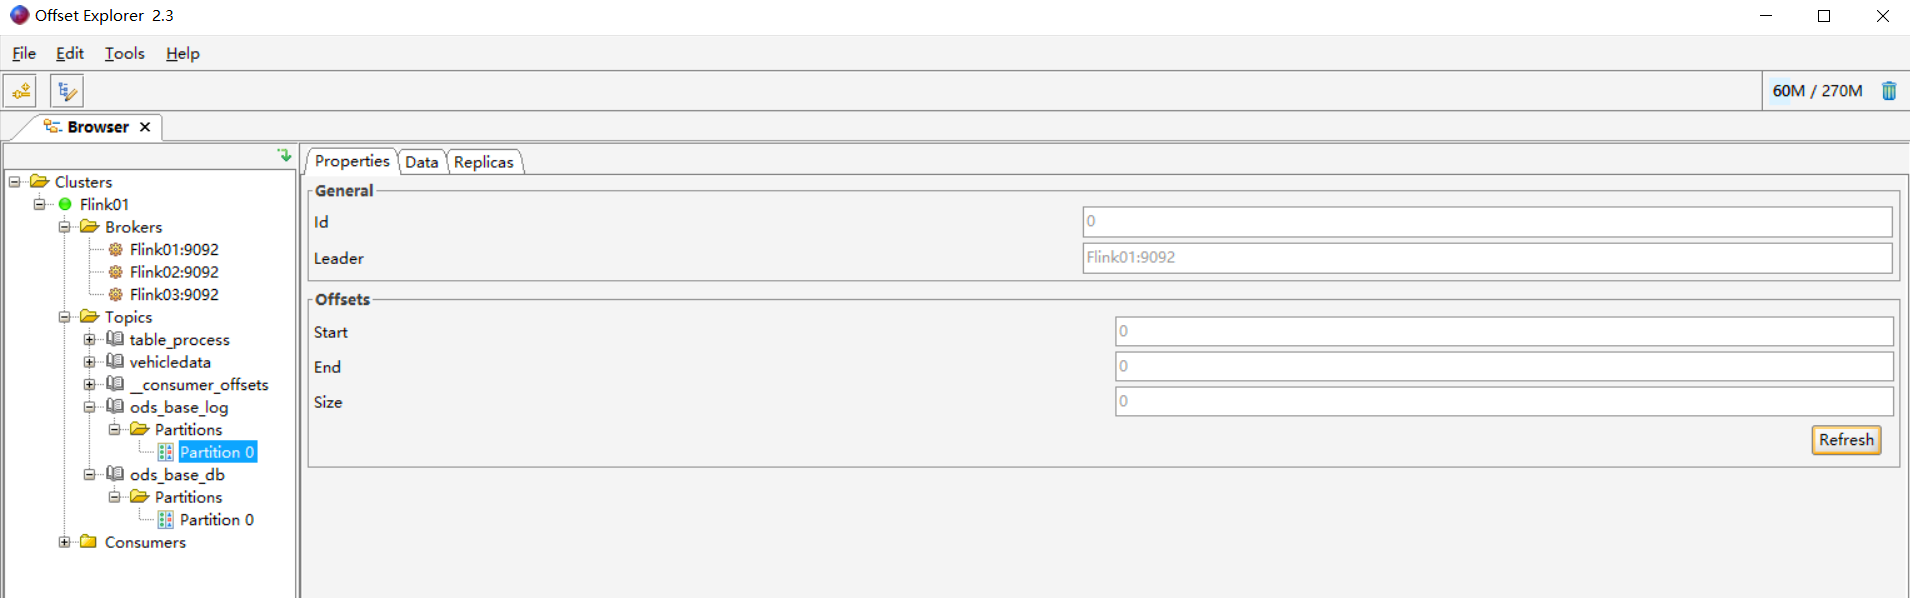 Offset Explorer 2.3
File Edit Tools Help
60M / 270M
Browser
Properties Data Replicas
Clusters
Flink01
Brokers
Flink01:9092
Flink02:9092
Flink03:9092
Topics
table_process
vehicledata
__consumer_offsets
ods_base_log
Partitions
Partition 0
ods_base_db
Partitions
Partition 0
Consumers
General
Id 0
Leader Flink01:9092
Offsets
Start 0
End 0
Size 0
Refresh